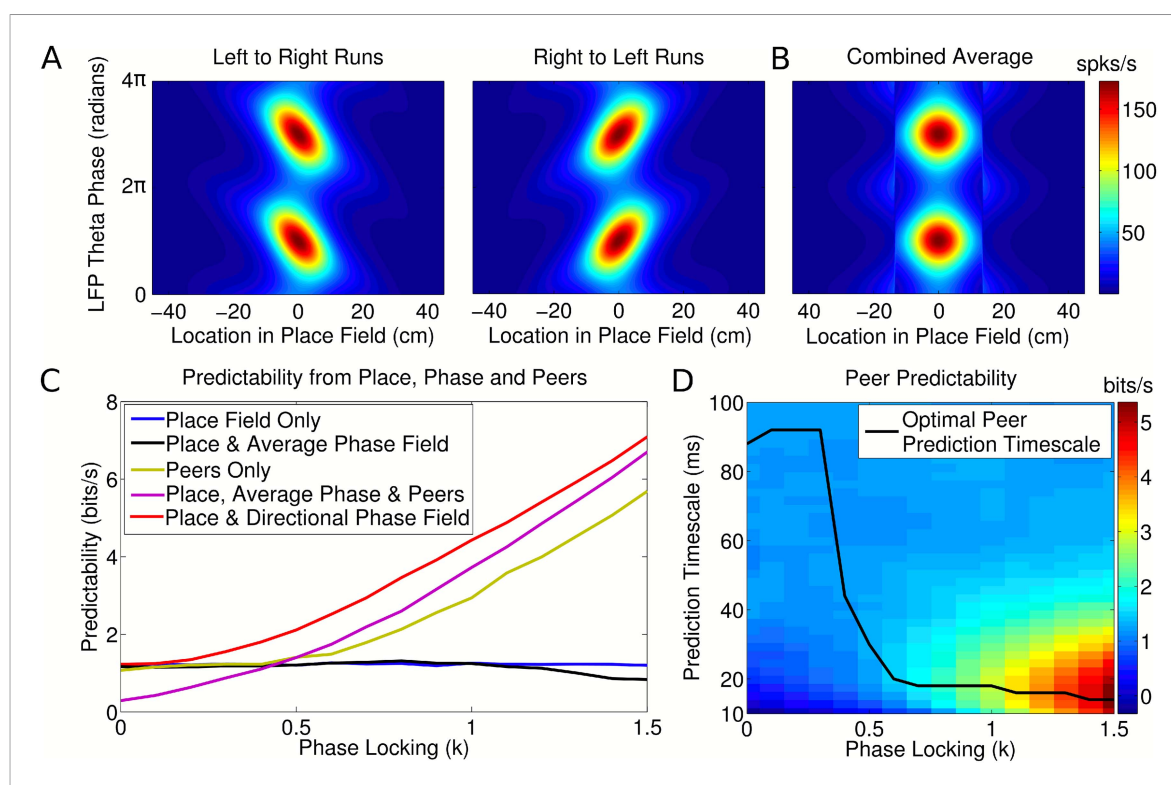 A
Left to Right Runs
Right to Left Runs
B
Combined Average
spks/s
LFP Theta Phase (radians)
4π
2π
0
−40 −20 0 20 40
Location in Place Field (cm)
−40 −20 0 20 40
Location in Place Field (cm)
−40 −20 0 20 40
Location in Place Field (cm)
150
100
50
C
Predictability from Place, Phase and Peers
Predictability (bits/s)
8
6
4
2
0
Place Field Only
Place & Average Phase Field
Peers Only
Place, Average Phase & Peers
Place & Directional Phase Field
0 0.5 1 1.5
Phase Locking (k)
D
Peer Predictability
bits/s
Prediction Timescale (ms)
100
80
60
40
20
10
Optimal Peer
Prediction Timescale
0 0.5 1 1.5
Phase Locking (k)
5
4
3
2
1
0